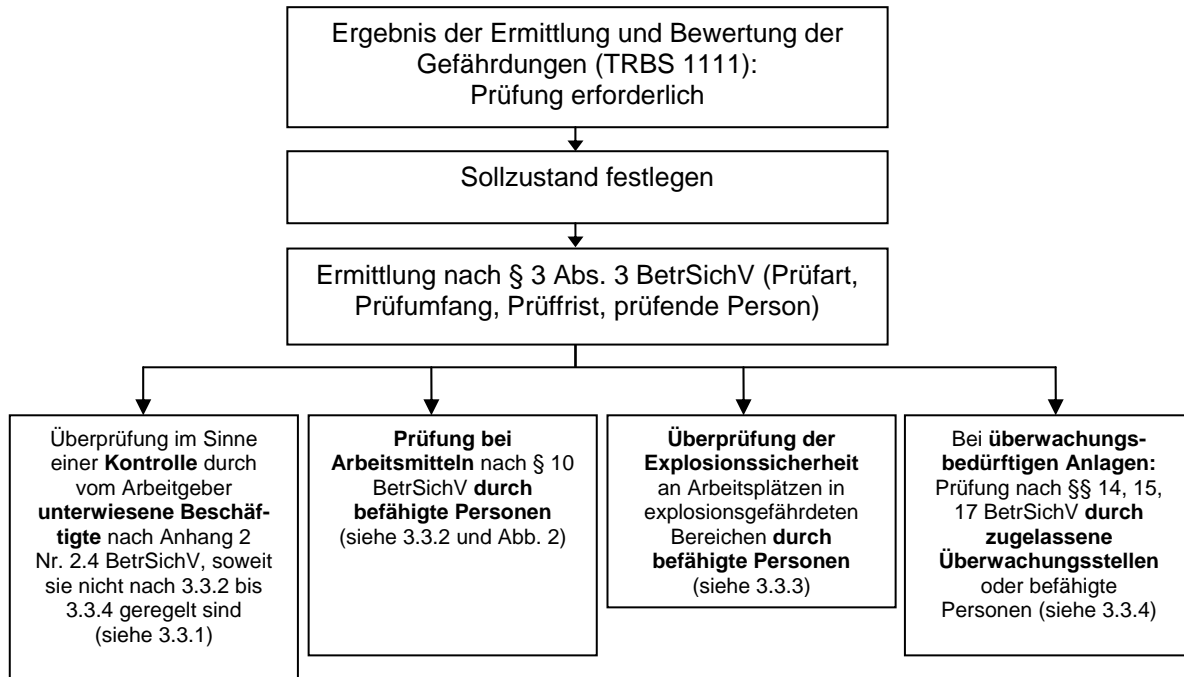 Ergebnis der Ermittlung und Bewertung der
Gefährdungen (TRBS 1111):
Prüfung erforderlich
Sollzustand festlegen
Ermittlung nach § 3 Abs. 3 BetrSichV (Prüfart,
Prüfumfang, Prüffrist, prüfende Person)
Überprüfung im Sinne
einer Kontrolle durch
vom Arbeitgeber
unterwiesene Beschäf-
tigte nach Anhang 2
Nr. 2.4 BetrSichV, soweit
sie nicht nach 3.3.2 bis
3.3.4 geregelt sind
(siehe 3.3.1)
Prüfung bei
Arbeitsmitteln nach § 10
BetrSichV durch
befähigte Personen
(siehe 3.3.2 und Abb. 2)
Überprüfung der
Explosionssicherheit
an Arbeitsplätzen in
explosionsgefährdeten
Bereichen durch
befähigte Personen
(siehe 3.3.3)
Bei überwachungs-
bedürftigen Anlagen:
Prüfung nach §§ 14, 15,
17 BetrSichV durch
zugelassene
Überwachungsstellen
oder befähigte
Personen (siehe 3.3.4)